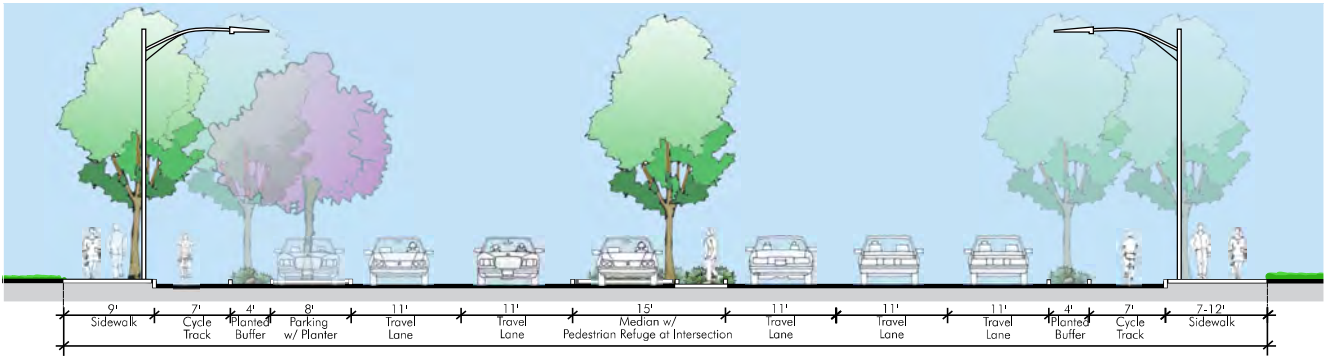 9'
Sidewalk
7'
Cycle
Track
4'
Planted
Buffer
8'
Parking
w/ Planter
11'
Travel
Lane
11'
Travel
Lane
15'
Median w/
Pedestrian Refuge at Intersection
11'
Travel
Lane
11'
Travel
Lane
11'
Travel
Lane
4'
Planted
Buffer
7'
Cycle
Track
7-12'
Sidewalk